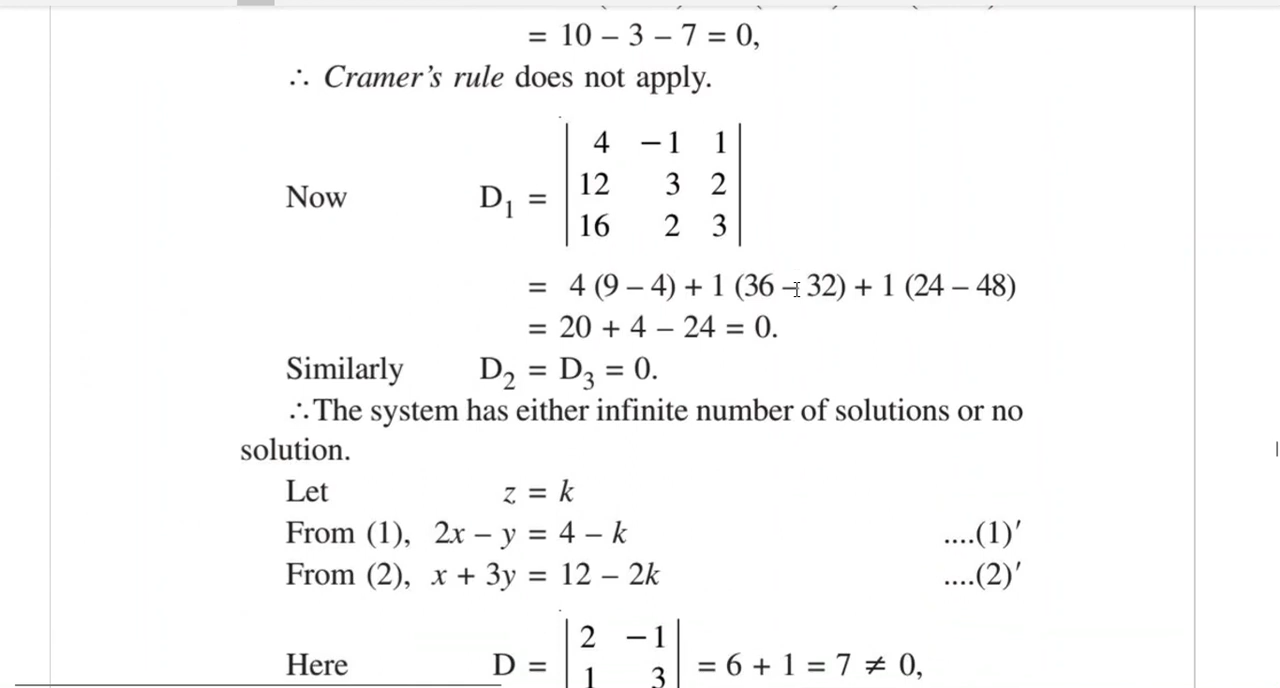 = 10 – 3 – 7 = 0,
∴ Cramer's rule does not apply.
4 –1 1
12 3 2
16 2 3
Now D₁ =
= 4 (9 – 4) + 1 (36 – 32) + 1 (24 – 48)
= 20 + 4 – 24 = 0.
Similarly D₂ = D₃ = 0.
∴The system has either infinite number of solutions or no
solution.
Let z = k
From (1), 2x – y = 4 – k ....(1)′
From (2), x + 3y = 12 – 2k ....(2)′
2 –1
Here D = = 6 + 1 = 7 ≠ 0,
1 3